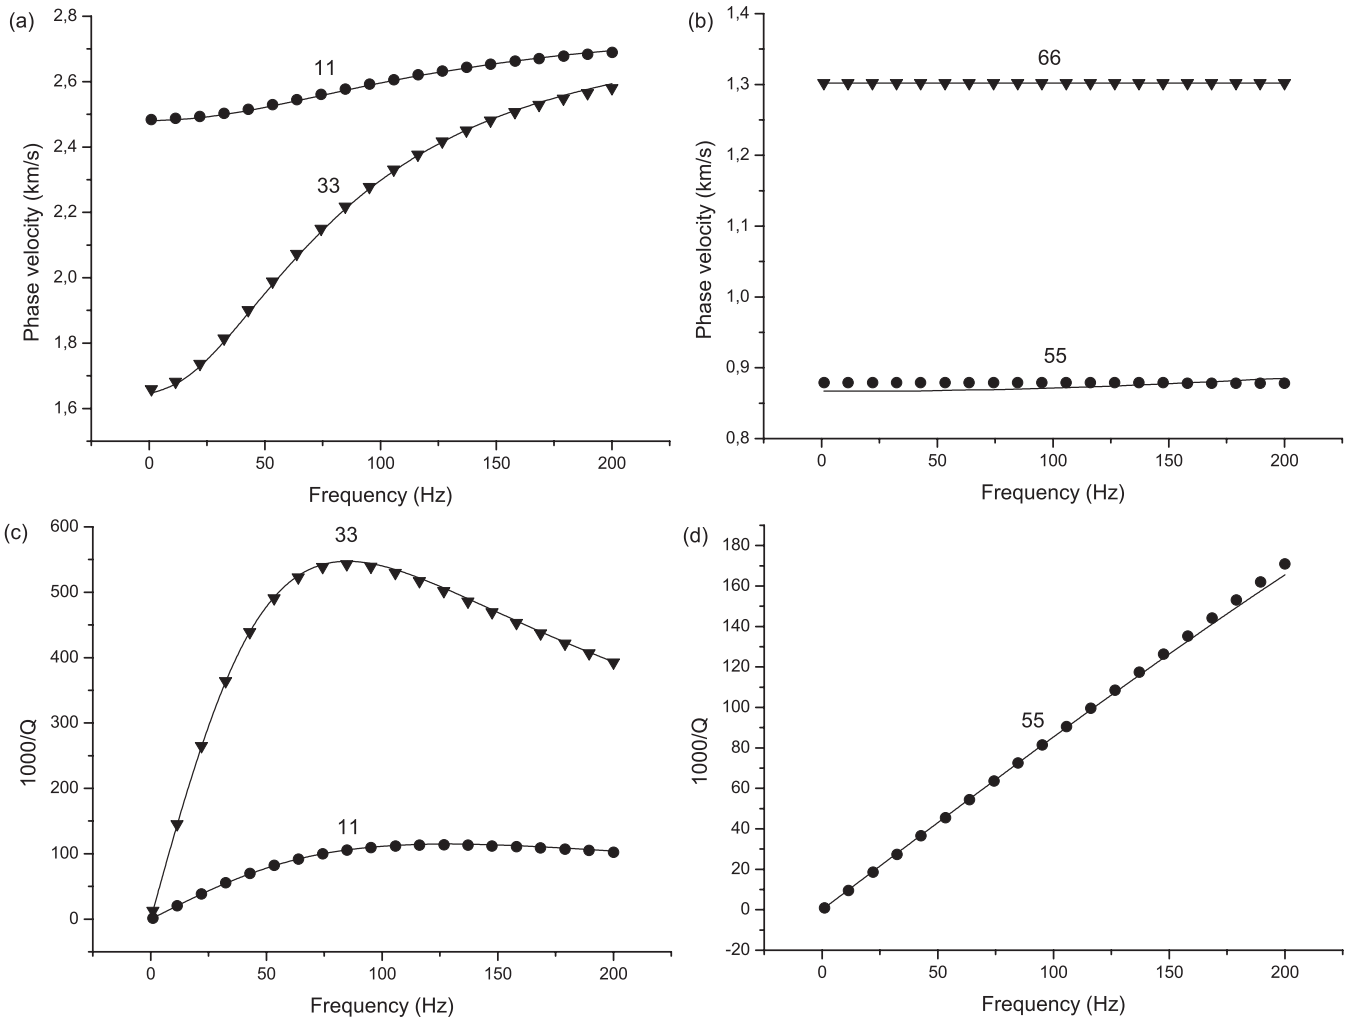 (a)
2,8
2,6
2,4
2,2
2,0
1,8
1,6
Phase velocity (km/s)
11
33
0 50 100 150 200
Frequency (Hz)
(b)
1,4
1,3
1,2
1,1
1,0
0,9
0,8
Phase velocity (km/s)
66
55
0 50 100 150 200
Frequency (Hz)
(c)
600
500
400
300
200
100
0
1000/Q
33
11
0 50 100 150 200
Frequency (Hz)
(d)
180
160
140
120
100
80
60
40
20
0
-20
1000/Q
55
0 50 100 150 200
Frequency (Hz)